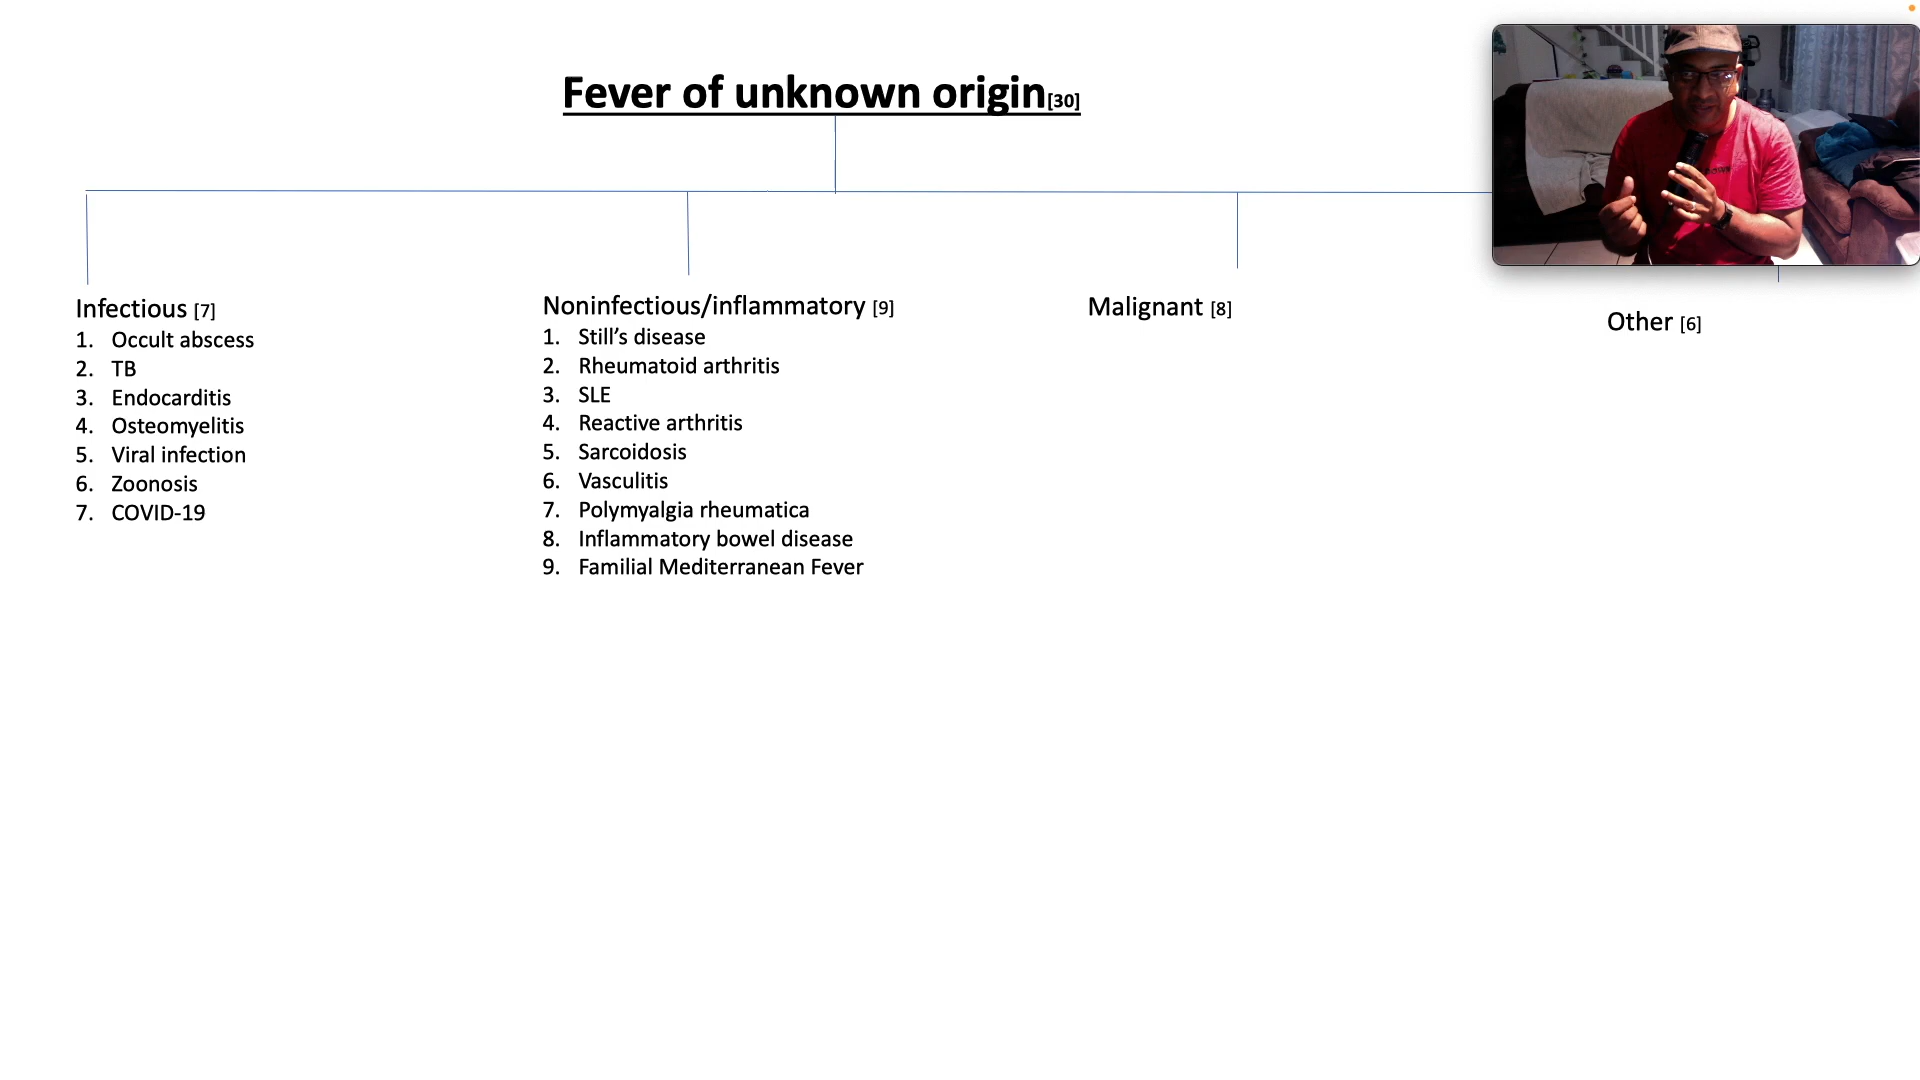 Fever of unknown origin[30]
Infectious [7]
1. Occult abscess
2. TB
3. Endocarditis
4. Osteomyelitis
5. Viral infection
6. Zoonosis
7. COVID-19
Noninfectious/inflammatory [9]
1. Still’s disease
2. Rheumatoid arthritis
3. SLE
4. Reactive arthritis
5. Sarcoidosis
6. Vasculitis
7. Polymyalgia rheumatica
8. Inflammatory bowel disease
9. Familial Mediterranean Fever
Malignant [8]
Other [6]